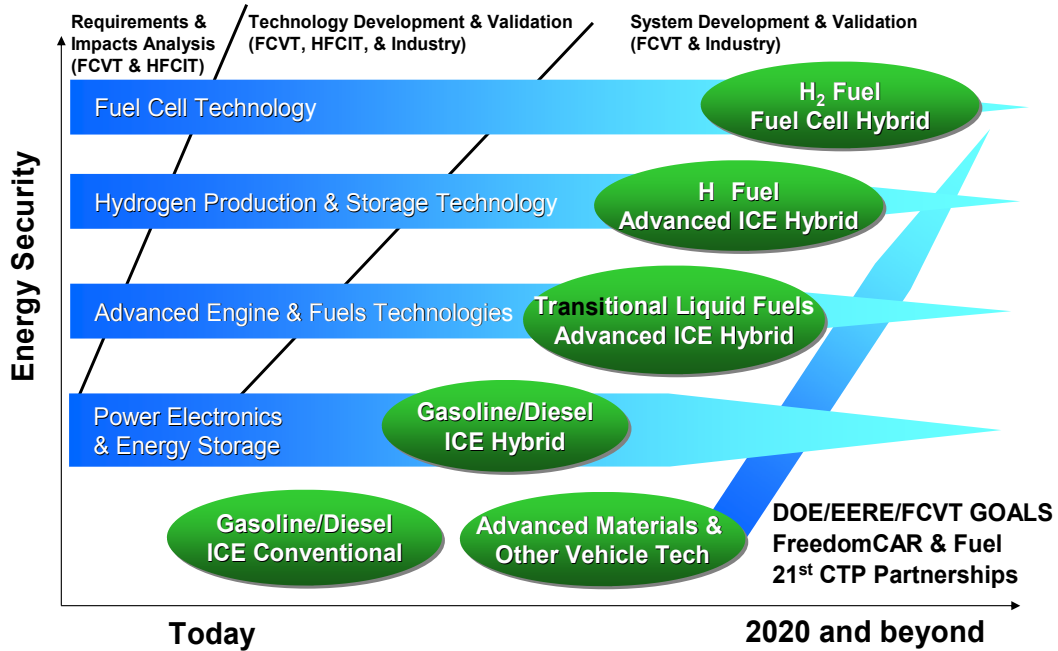 Requirements &
Impacts Analysis
(FCVT & HFCIT)
Technology Development & Validation
(FCVT, HFCIT, & Industry)
System Development & Validation
(FCVT & Industry)
Energy Security
Fuel Cell Technology
H₂ Fuel
Fuel Cell Hybrid
Hydrogen Production & Storage Technology
H Fuel
Advanced ICE Hybrid
Advanced Engine & Fuels Technologies
Transitional Liquid Fuels
Advanced ICE Hybrid
Power Electronics
& Energy Storage
Gasoline/Diesel
ICE Hybrid
Gasoline/Diesel
ICE Conventional
Advanced Materials &
Other Vehicle Tech
DOE/EERE/FCVT GOALS
FreedomCAR & Fuel
21st CTP Partnerships
Today
2020 and beyond